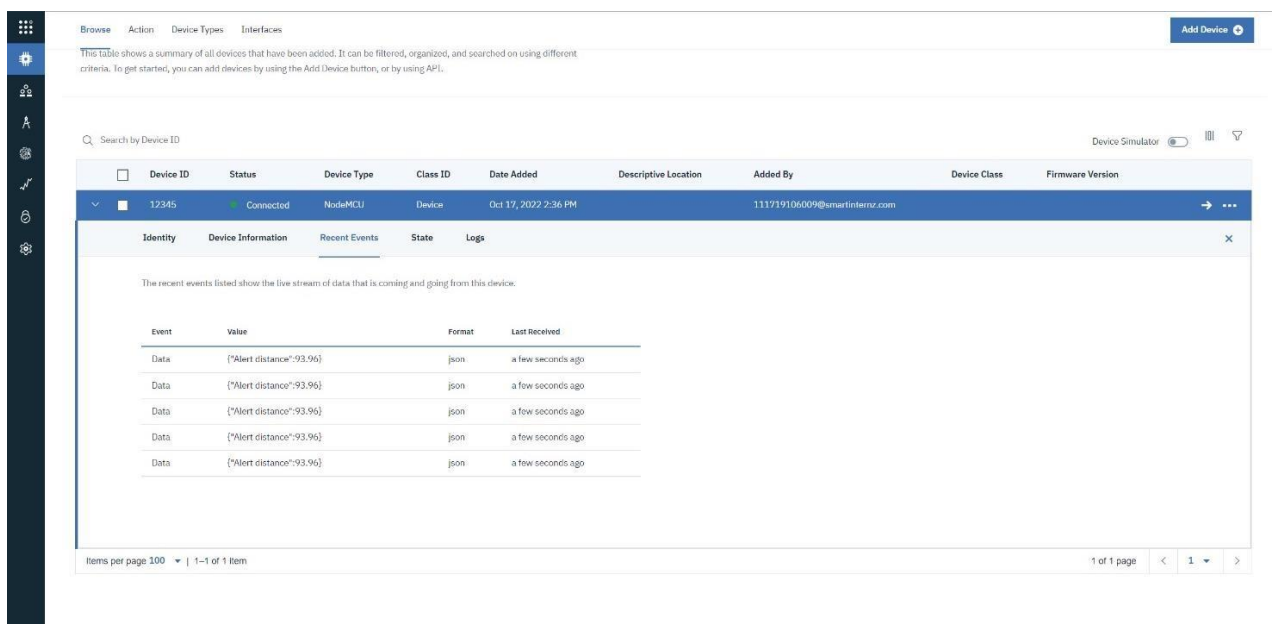 Browse Action Device Types Interfaces Add Device
This table shows a summary of all devices that have been added. It can be filtered, organized, and searched on using different
criteria. To get started, you can add devices by using the Add Device button, or by using API.
Search by Device ID Device Simulator
Device ID Status Device Type Class ID Date Added Descriptive Location Added By Device Class Firmware Version
12345 Connected NodeMCU Device Oct 17, 2022 2:36 PM 111719106009@smartinternz.com
Identity Device Information Recent Events State Logs
The recent events listed show the live stream of data that is coming and going from this device.
Event Value Format Last Received
Data {"Alert distance":93.96} json a few seconds ago
Data {"Alert distance":93.96} json a few seconds ago
Data {"Alert distance":93.96} json a few seconds ago
Data {"Alert distance":93.96} json a few seconds ago
Data {"Alert distance":93.96} json a few seconds ago
Items per page 100 | 1–1 of 1 item 1 of 1 page 1